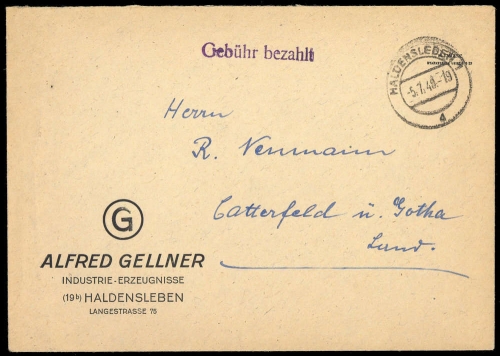 Gebühr bezahlt
HALDENSLEBEN
-5.7.48.-19
a
Herrn
R. Neumann
Catterfeld ü. Gotha
Land.
G
ALFRED GELLNER
INDUSTRIE-ERZEUGNISSE
(19b) HALDENSLEBEN
LANGESTRASSE 75